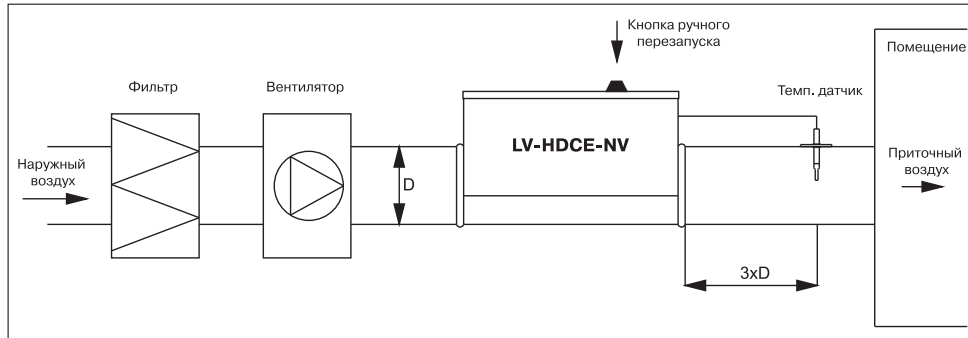 Кнопка ручного
перезапуска
Помещение
Фильтр
Вентилятор
Темп. датчик
LV-HDCE-NV
Наружный
воздух
D
Приточный
воздух
3xD